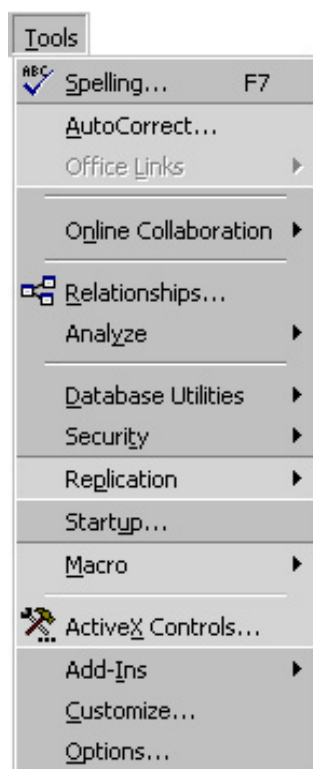 Tools
ABC Spelling... F7
AutoCorrect...
Office Links
Online Collaboration
Relationships...
Analyze
Database Utilities
Security
Replication
Startup...
Macro
ActiveX Controls...
Add-Ins
Customize...
Options...